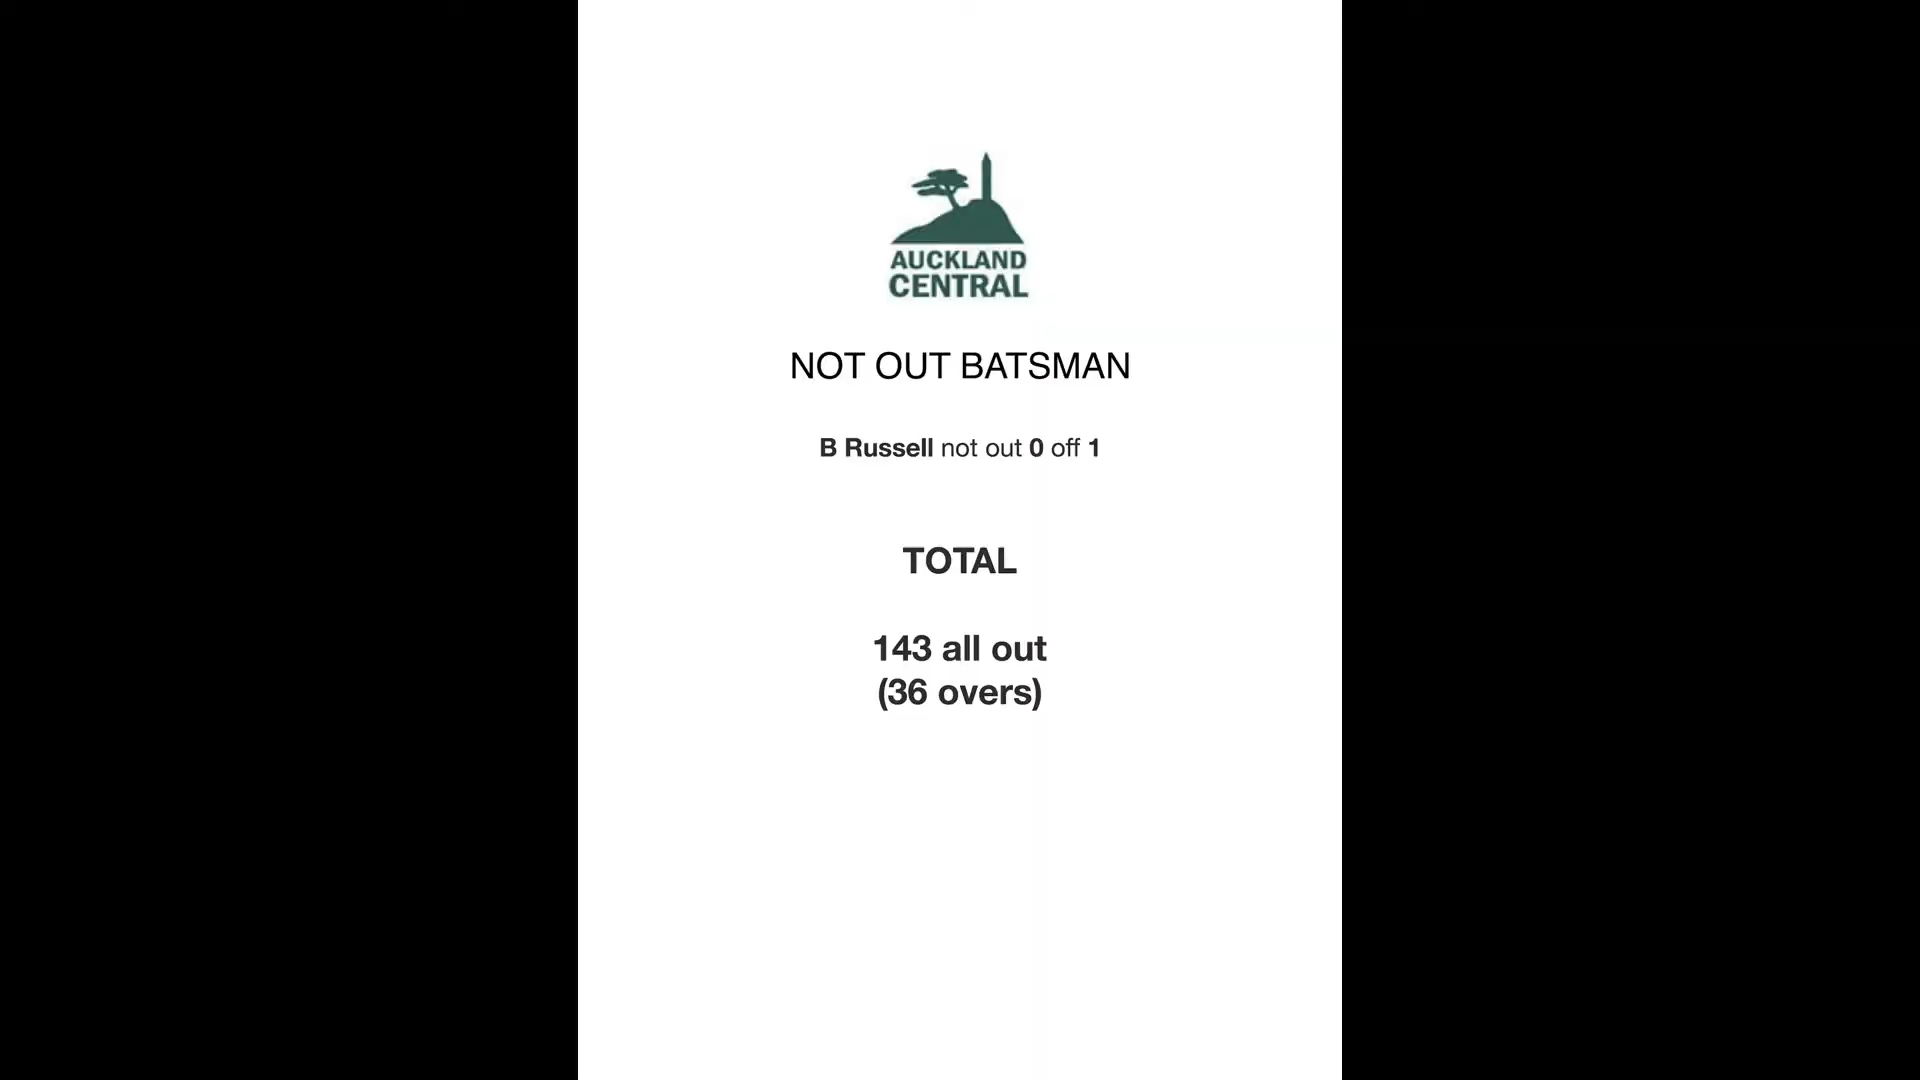 AUCKLAND
CENTRAL
NOT OUT BATSMAN
B Russell not out 0 off 1
TOTAL
143 all out
(36 overs)